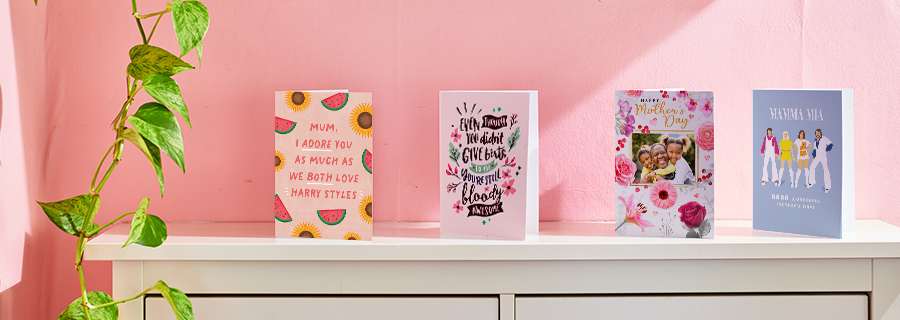 MUM,
I ADORE YOU
AS MUCH AS
WE BOTH LOVE
HARRY STYLES
EVEN THOUGH
YOU didn't
GIVE birth
TO ME
YOU'RE STILL
bloody
AWESOME
HAPPY
Mother's
Day
MAMMA MIA